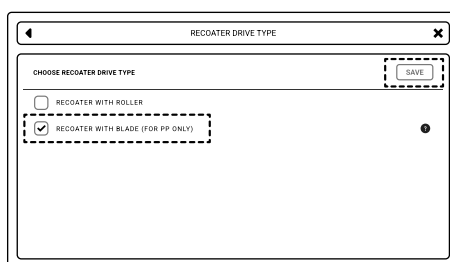 RECOATER DRIVE TYPE
CHOOSE RECOATER DRIVE TYPE
SAVE
RECOATER WITH ROLLER
RECOATER WITH BLADE (FOR PP ONLY)
?